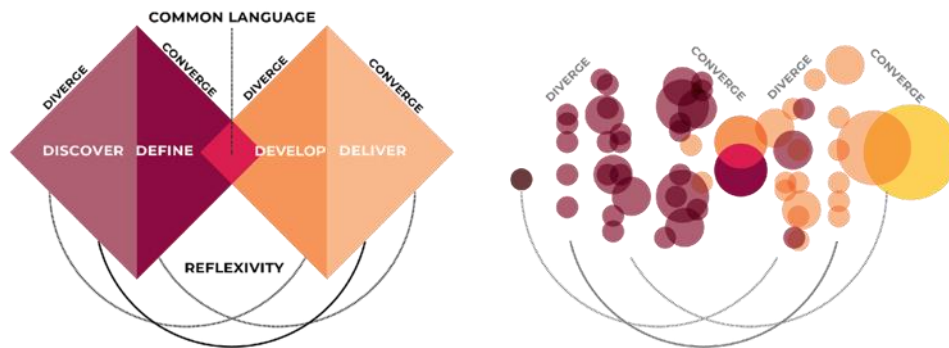 COMMON LANGUAGE
DIVERGE
CONVERGE
DIVERGE
CONVERGE
DISCOVER
DEFINE
DEVELOP
DELIVER
REFLEXIVITY
DIVERGE
CONVERGE
DIVERGE
CONVERGE